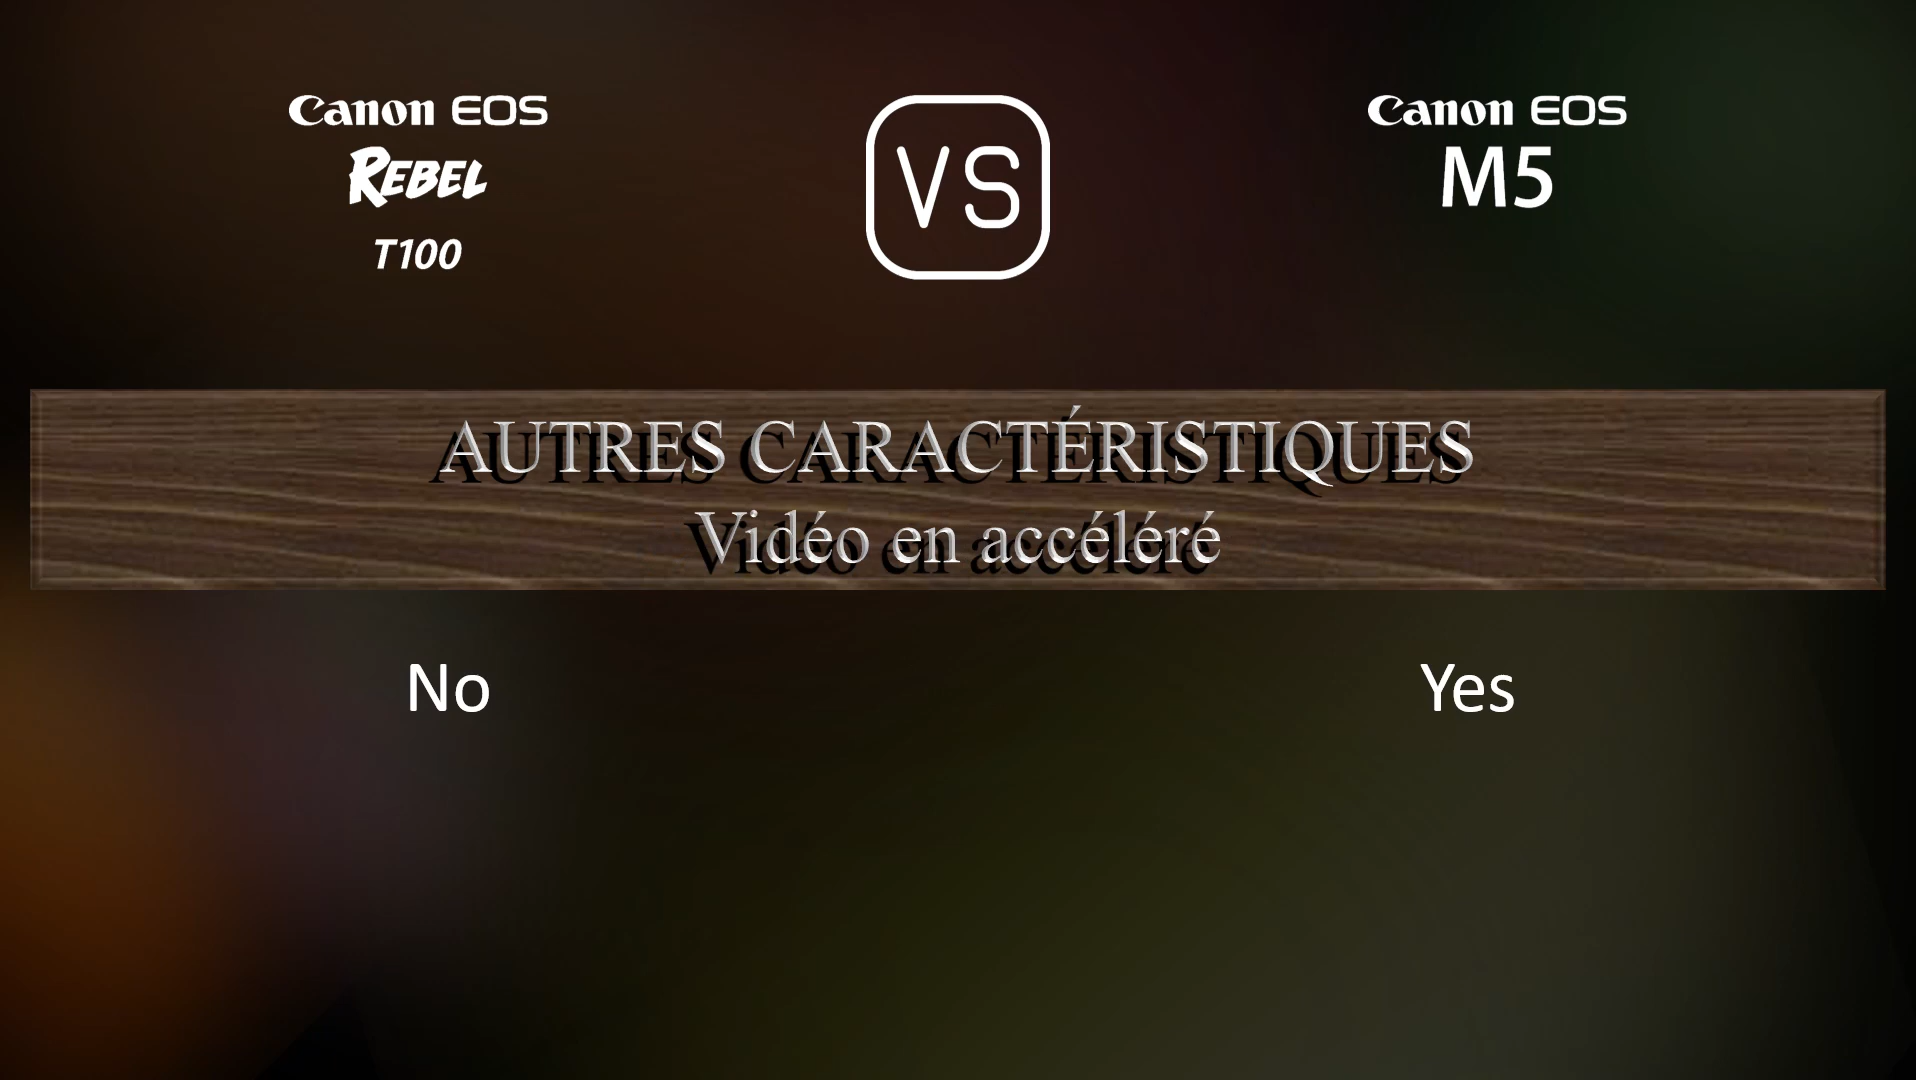 Canon EOS
REBEL
T100
VS
Canon EOS
M5
AUTRES CARACTÉRISTIQUES
Vidéo en accéléré
No
Yes